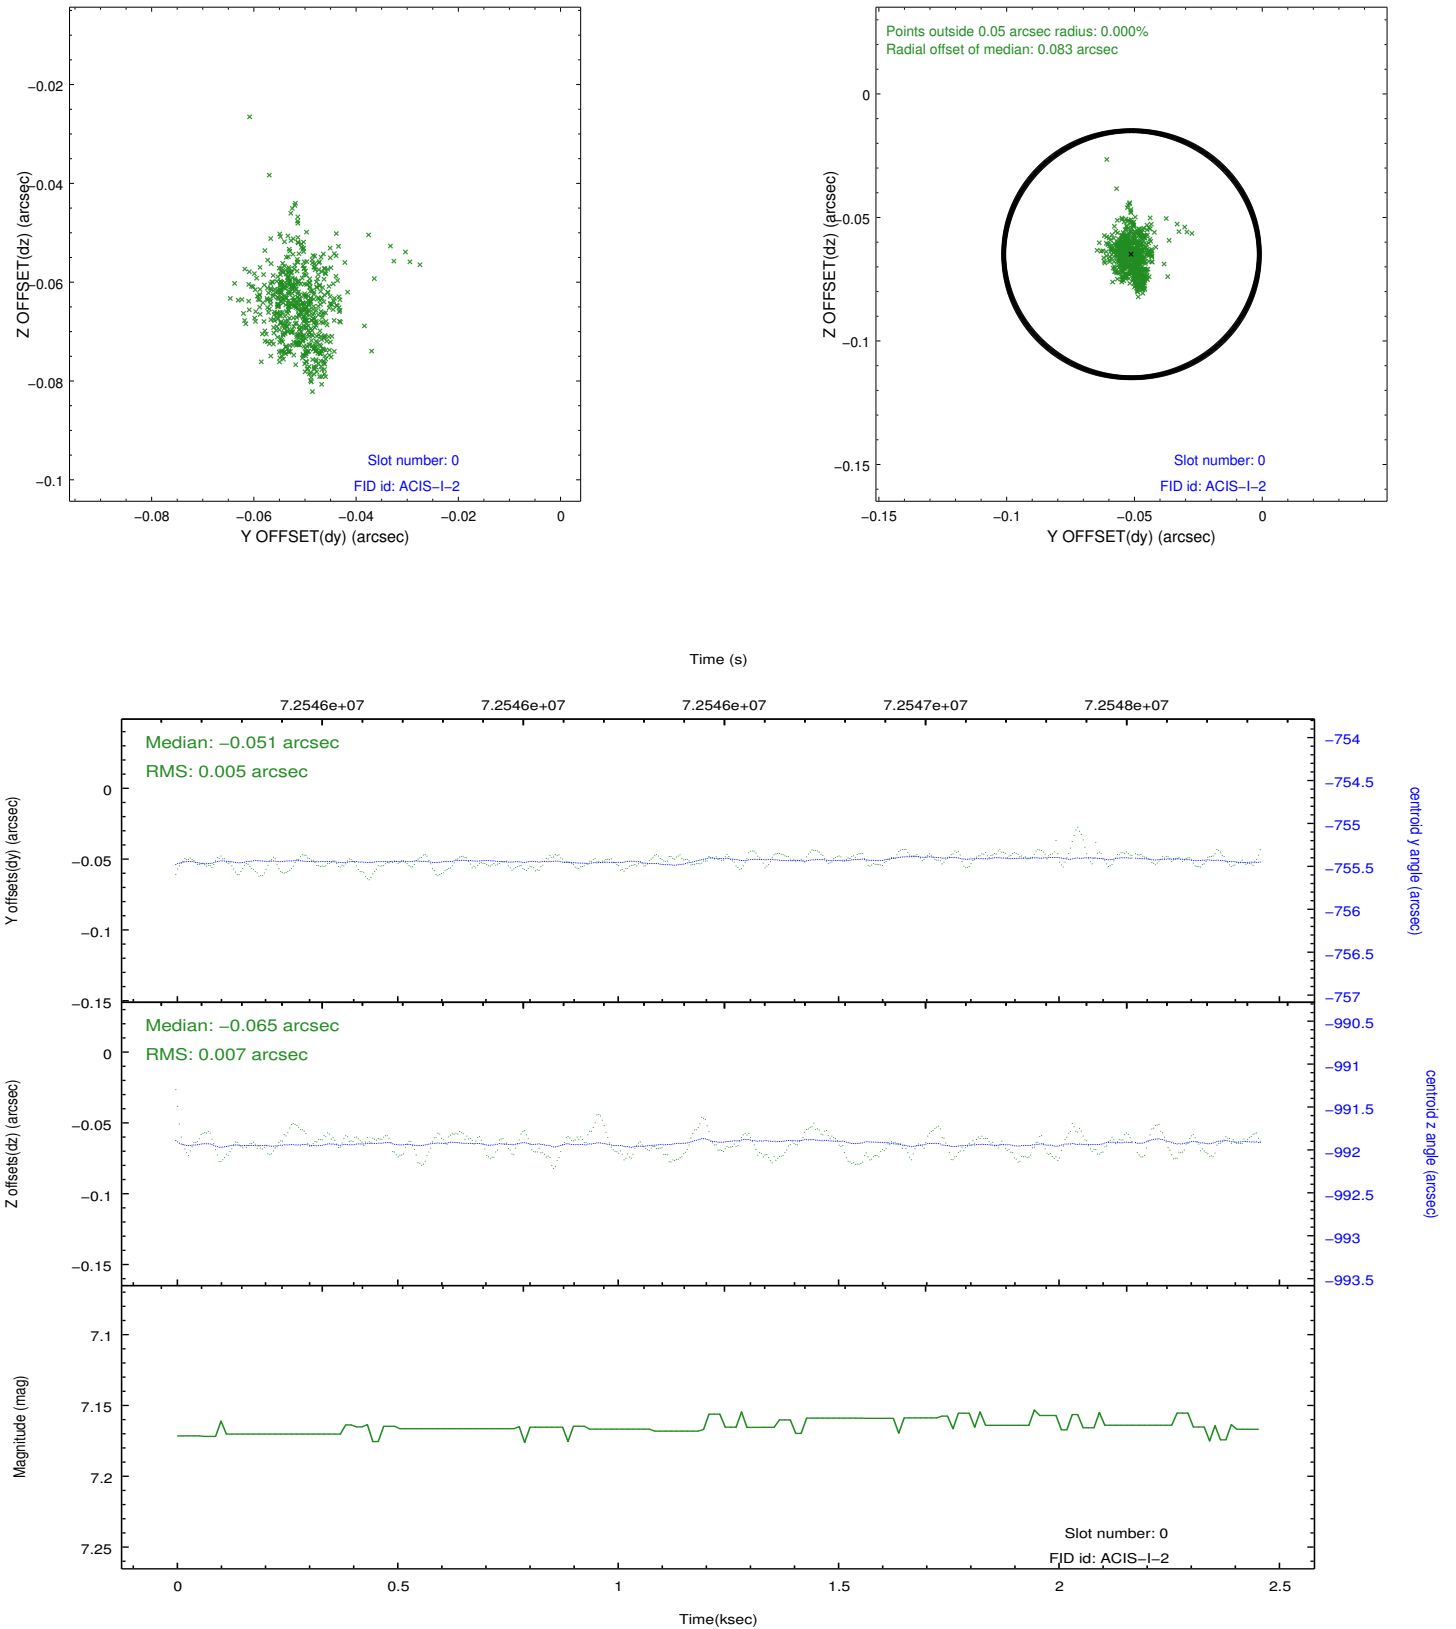 −0.02
−0.04
−0.06
−0.08
−0.1
Z OFFSET(dz) (arcsec)
Slot number: 0
FID id: ACIS−I−2
−0.08 −0.06 −0.04 −0.02 0
Y OFFSET(dy) (arcsec)
Points outside 0.05 arcsec radius: 0.000%
Radial offset of median: 0.083 arcsec
0
−0.05
−0.1
−0.15
Z OFFSET(dz) (arcsec)
Slot number: 0
FID id: ACIS−I−2
−0.15 −0.1 −0.05 0
Y OFFSET(dy) (arcsec)
Time (s)
7.2546e+07 7.2546e+07 7.2546e+07 7.2547e+07 7.2548e+07
Median: −0.051 arcsec
RMS: 0.005 arcsec
0
−0.05
−0.1
−0.15
Y offsets(dy) (arcsec)
−754
−754.5
−755
−755.5
−756
−756.5
−757
centroid y angle (arcsec)
Median: −0.065 arcsec
RMS: 0.007 arcsec
0
−0.05
−0.1
−0.15
Z offsets(dz) (arcsec)
−990.5
−991
−991.5
−992
−992.5
−993
−993.5
centroid z angle (arcsec)
7.1
7.15
7.2
7.25
Magnitude (mag)
Slot number: 0
FID id: ACIS−I−2
0 0.5 1 1.5 2 2.5
Time(ksec)